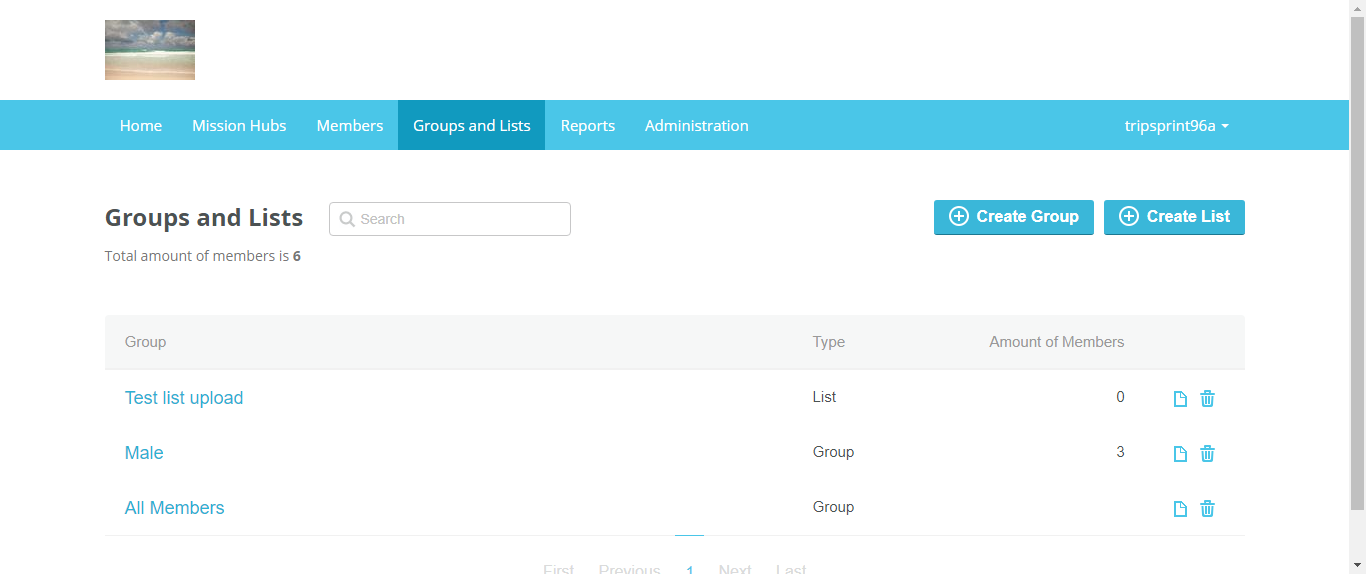 Home Mission Hubs Members Groups and Lists Reports Administration tripsprint96a
Groups and Lists Search Create Group Create List
Total amount of members is 6
Group Type Amount of Members
Test list upload List 0
Male Group 3
All Members Group
First Previous 1 Next Last